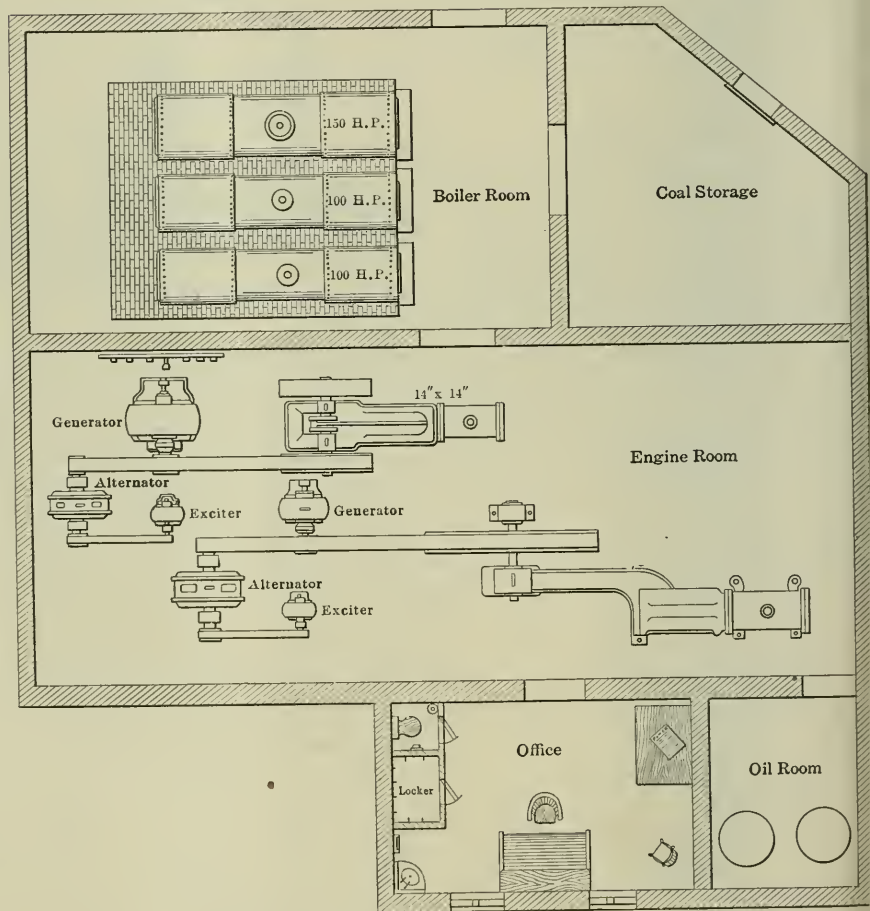 150 H.P.
100 H.P.
100 H.P.
Boiler Room
Coal Storage
14" x 14"
Generator
Engine Room
Alternator
Exciter
Generator
Alternator
Exciter
Office
Locker
Oil Room